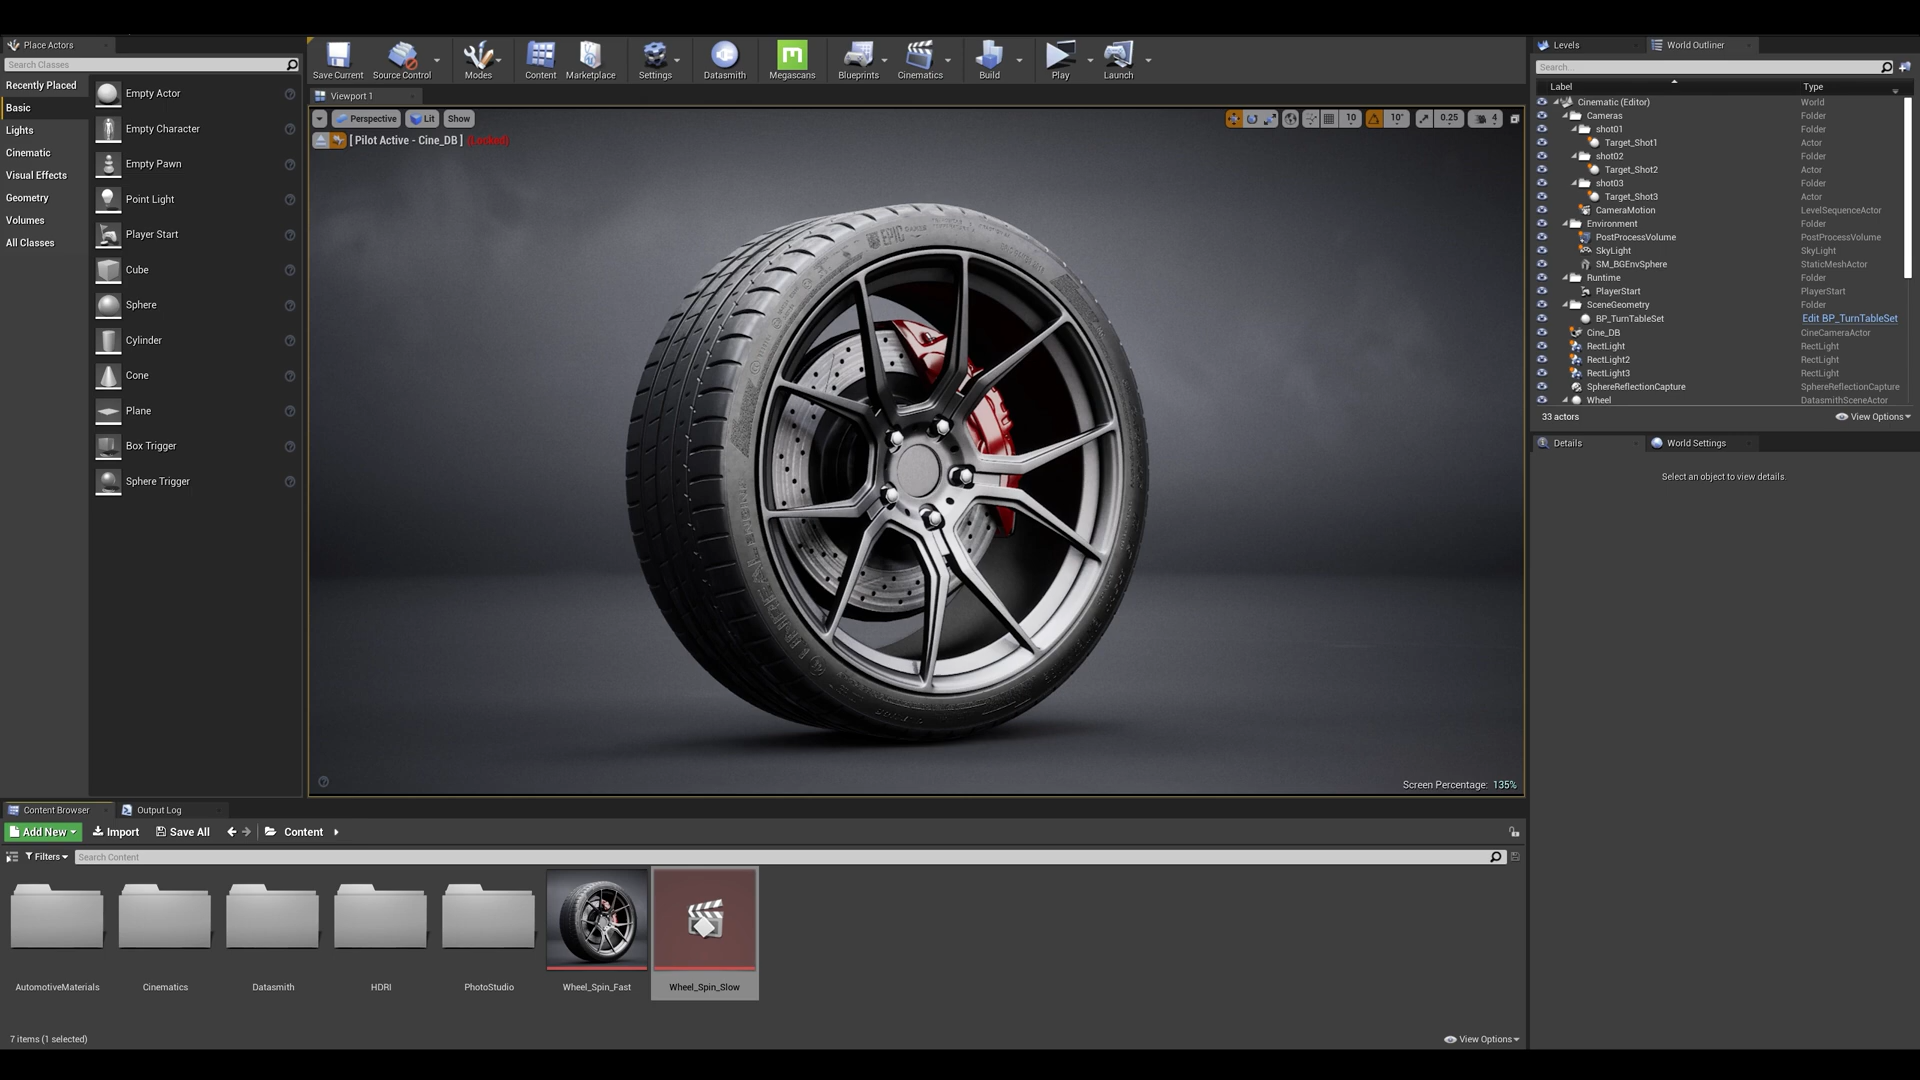 Place Actors
Search Classes
Recently Placed
Basic
Lights
Cinematic
Visual Effects
Geometry
Volumes
All Classes
Empty Actor
Empty Character
Empty Pawn
Point Light
Player Start
Cube
Sphere
Cylinder
Cone
Plane
Box Trigger
Sphere Trigger
Save Current
Source Control
Modes
Content
Marketplace
Settings
Datasmith
Megascans
Blueprints
Cinematics
Build
Play
Launch
Viewport 1
Perspective
Lit
Show
10
10°
0.25
4
[ Pilot Active - Cine_DB ] (Locked)
EPIC
Screen Percentage: 135%
Levels
World Outliner
Search...
Label Type
Cinematic (Editor) World
Cameras Folder
shot01 Folder
Target_Shot1 Actor
shot02 Folder
Target_Shot2 Actor
shot03 Folder
Target_Shot3 Actor
CameraMotion LevelSequenceActor
Environment Folder
PostProcessVolume PostProcessVolume
SkyLight SkyLight
SM_BGEnvSphere StaticMeshActor
Runtime Folder
PlayerStart PlayerStart
SceneGeometry Folder
BP_TurnTableSet Edit BP_TurnTableSet
Cine_DB CineCameraActor
RectLight RectLight
RectLight2 RectLight
RectLight3 RectLight
SphereReflectionCapture SphereReflectionCapture
Wheel DatasmithSceneActor
33 actors View Options
Details
World Settings
Select an object to view details.
Content Browser
Output Log
Add New Import Save All Content
Filters Search Content
AutomotiveMaterials
Cinematics
Datasmith
HDRI
PhotoStudio
Wheel_Spin_Fast
Wheel_Spin_Slow
7 items (1 selected)
View Options